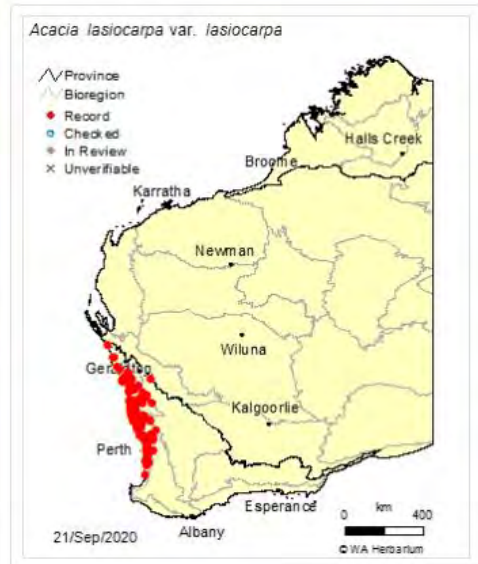 Acacia lasiocarpa var. lasiocarpa
Province
Bioregion
Record
Checked
In Review
Unverifiable
Halls Creek
Broome
Karratha
Newman
Wiluna
Geraldton
Kalgoorlie
Perth
Esperance
Albany
km
0 400
21/Sep/2020
© WA Herbarium